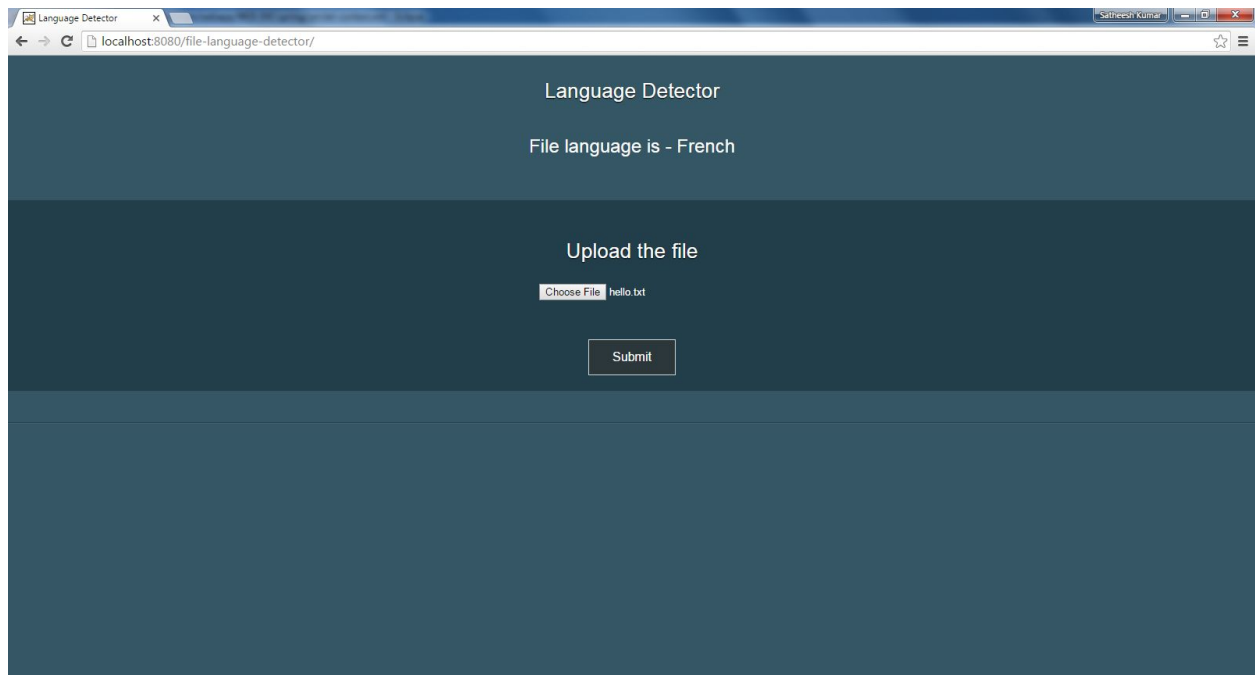 Language Detector
Satheesh Kumar
localhost:8080/file-language-detector/
Language Detector
File language is - French
Upload the file
Choose File hello.txt
Submit